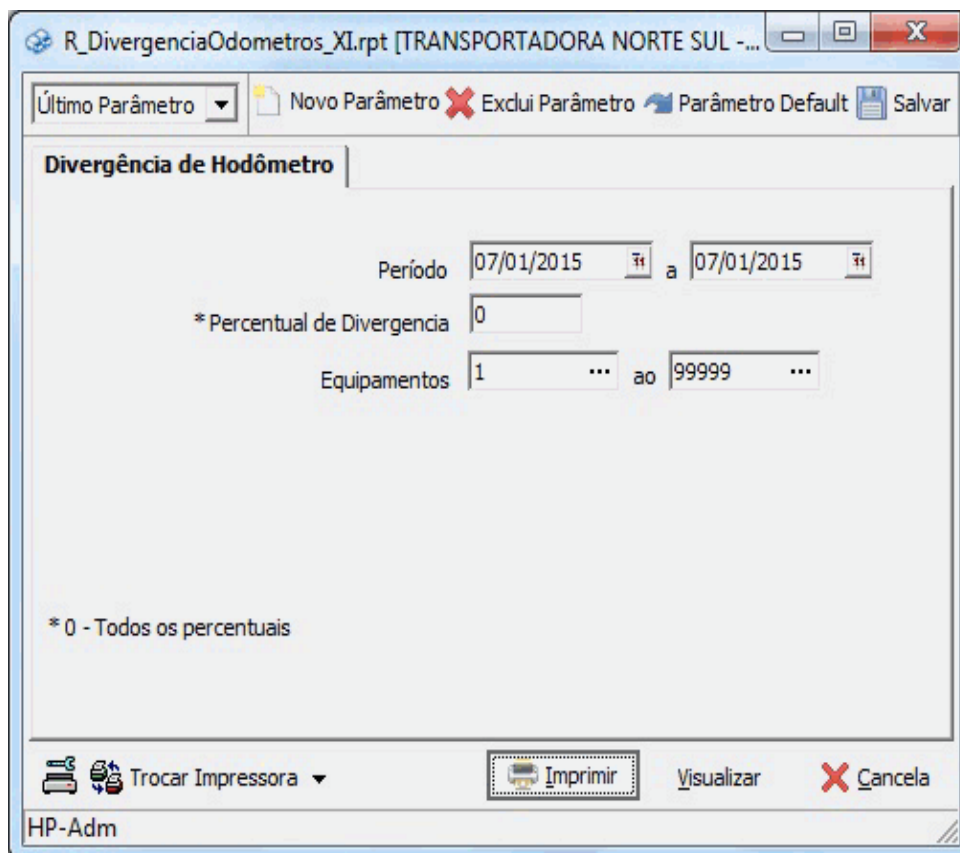 R_DivergenciaOdometros_XI.rpt [TRANSPORTADORA NORTE SUL -...
Último Parâmetro Novo Parâmetro Exclui Parâmetro Parâmetro Default Salvar
Divergência de Hodômetro
Período 07/01/2015 a 07/01/2015
* Percentual de Divergencia 0
Equipamentos 1 ... ao 99999 ...
* 0 - Todos os percentuais
Trocar Impressora Imprimir Visualizar Cancela
HP-Adm